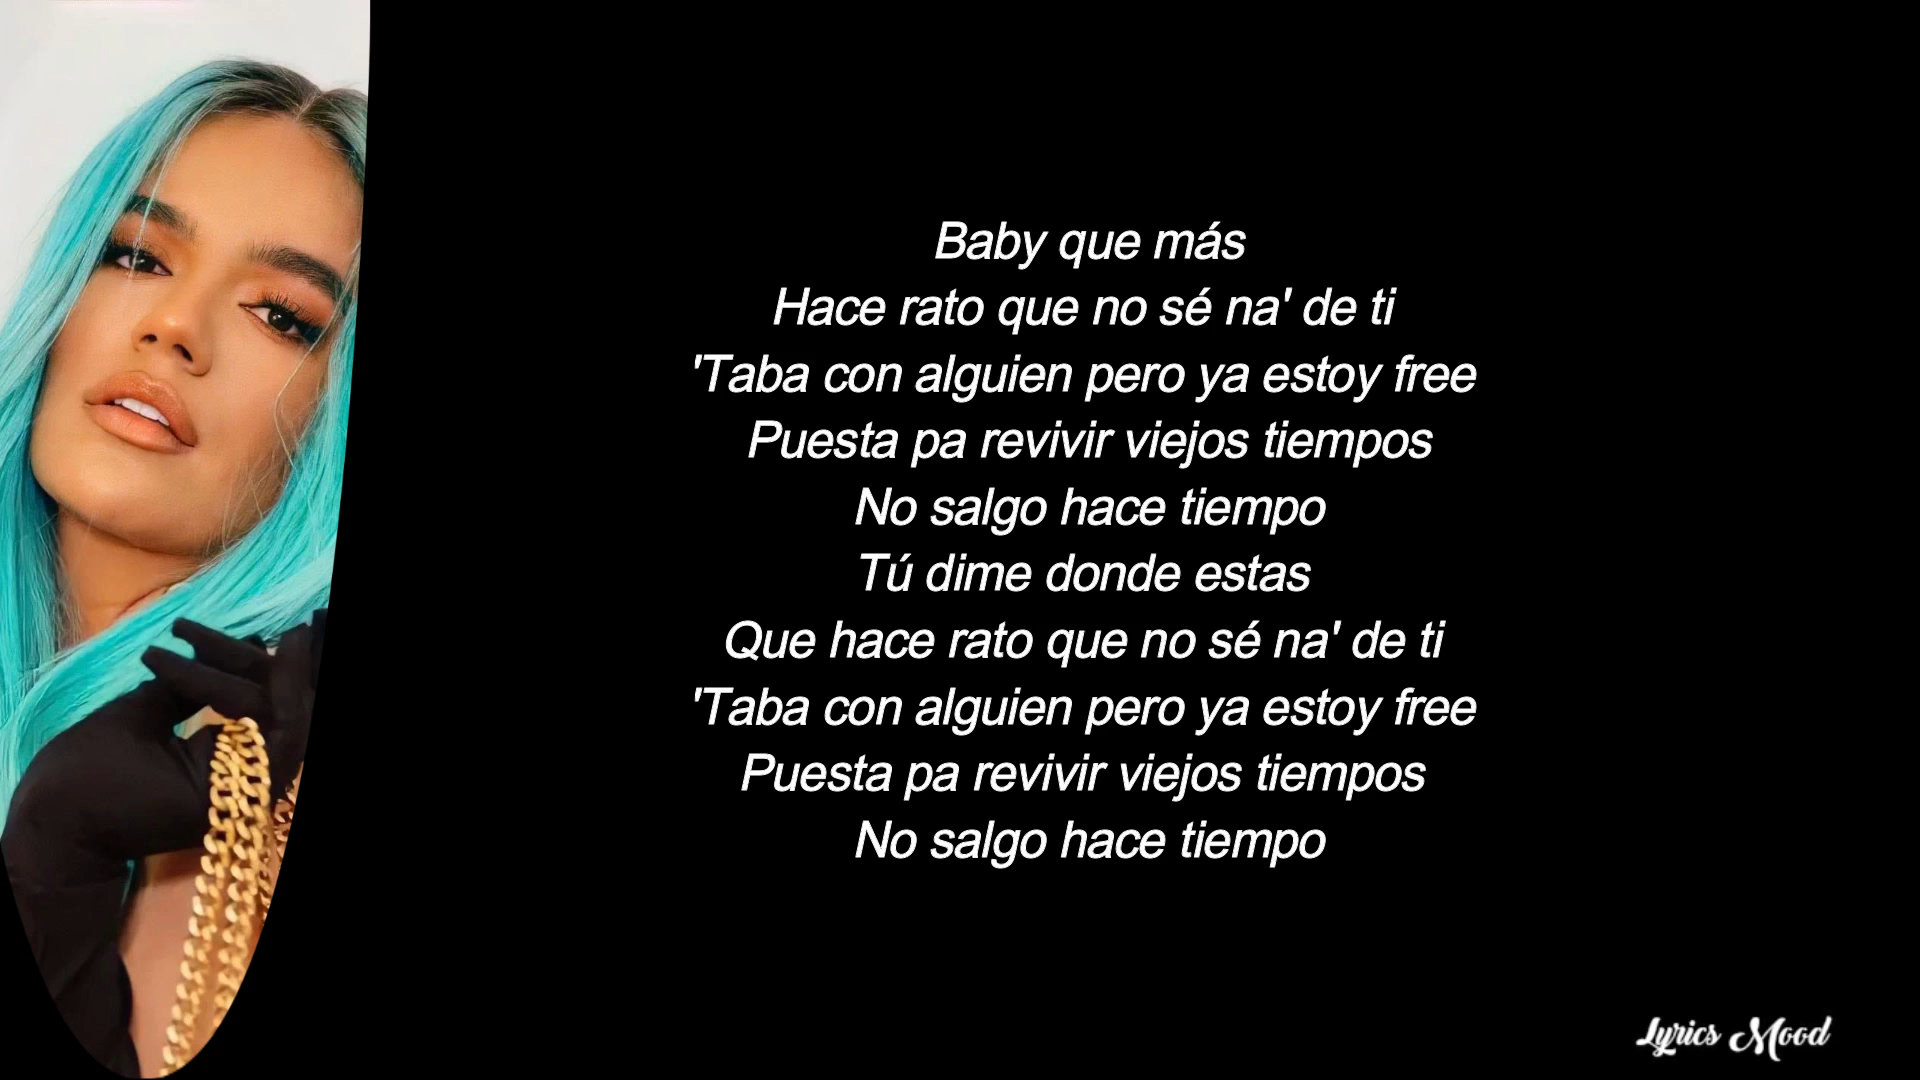 Baby que más
Hace rato que no sé na' de ti
'Taba con alguien pero ya estoy free
Puesta pa revivir viejos tiempos
No salgo hace tiempo
Tú dime donde estas
Que hace rato que no sé na' de ti
'Taba con alguien pero ya estoy free
Puesta pa revivir viejos tiempos
No salgo hace tiempo
Lyrics Mood